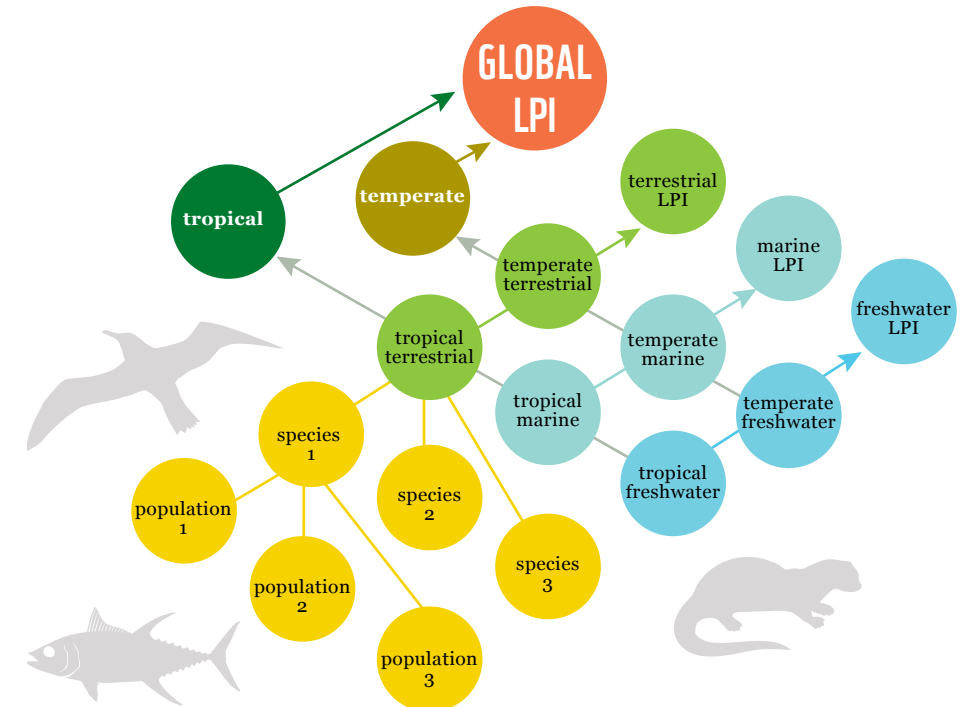 GLOBAL
LPI
terrestrial
LPI
temperate
tropical
marine
LPI
temperate
terrestrial
freshwater
LPI
tropical
terrestrial
temperate
marine
tropical
marine
temperate
freshwater
species
1
tropical
freshwater
population
1
species
2
species
3
population
2
population
3